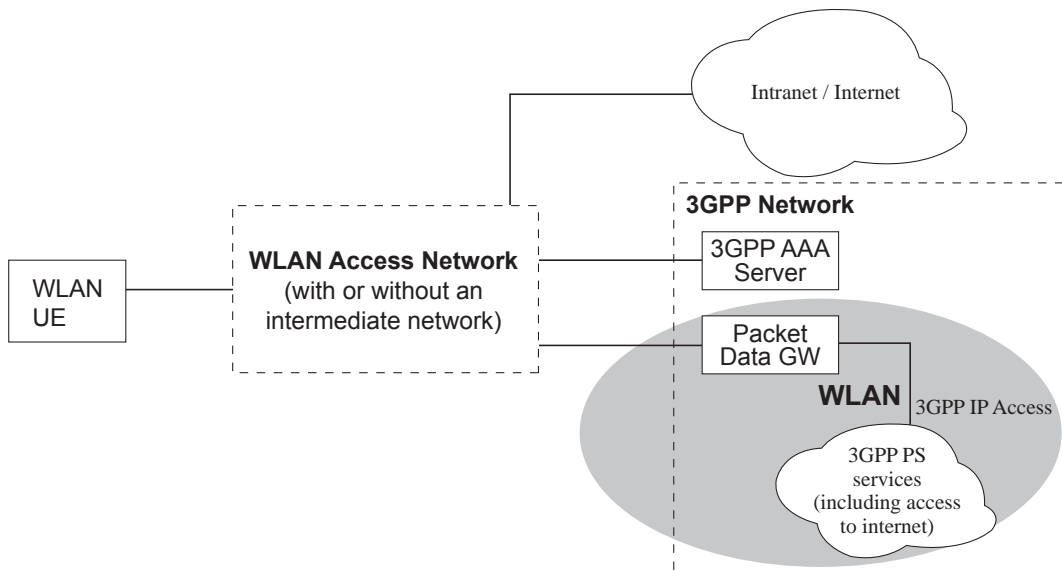 Intranet / Internet
3GPP Network
WLAN Access Network
(with or without an
intermediate network)
3GPP AAA
Server
WLAN
UE
Packet
Data GW
WLAN
3GPP IP Access
3GPP PS
services
(including access
to internet)